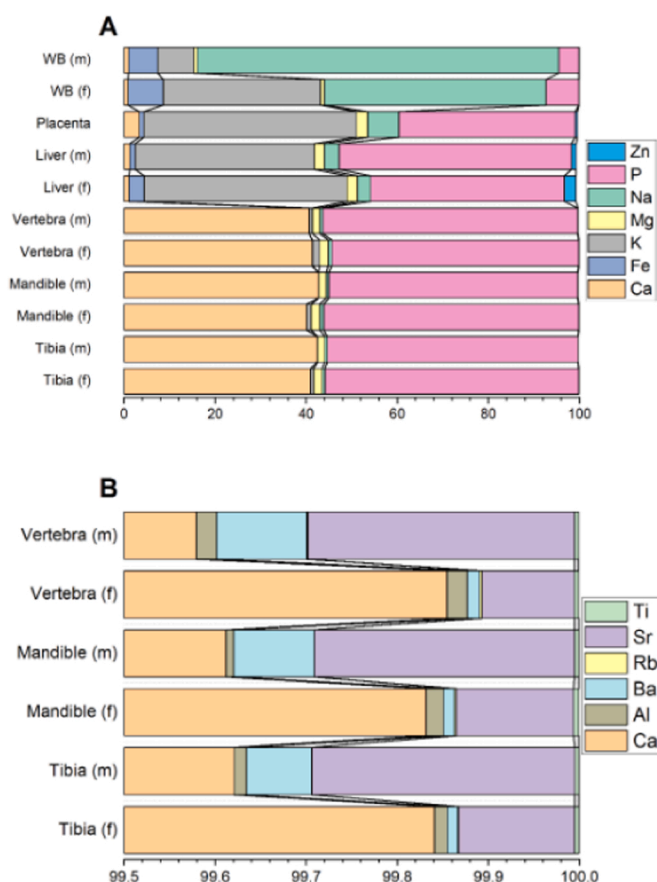 A
WB (m)
WB (f)
Placenta
Liver (m)
Liver (f)
Vertebra (m)
Vertebra (f)
Mandible (m)
Mandible (f)
Tibia (m)
Tibia (f)
0 20 40 60 80 100
Zn
P
Na
Mg
K
Fe
Ca
B
Vertebra (m)
Vertebra (f)
Mandible (m)
Mandible (f)
Tibia (m)
Tibia (f)
99.5 99.6 99.7 99.8 99.9 100.0
Ti
Sr
Rb
Ba
Al
Ca